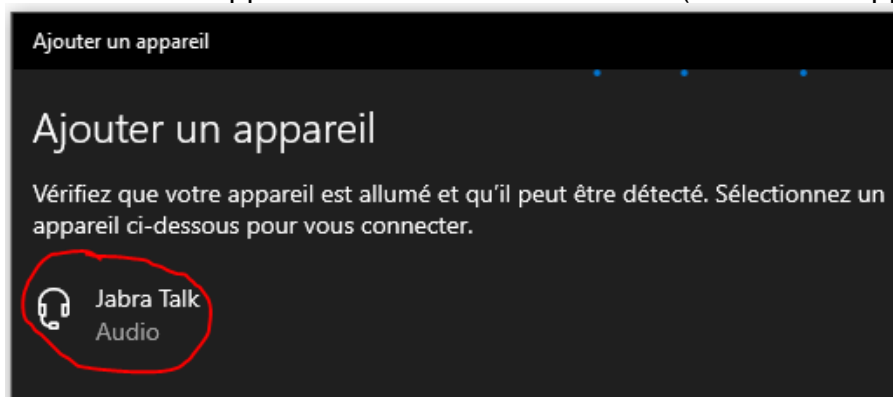 Ajouter un appareil
Ajouter un appareil
Vérifiez que votre appareil est allumé et qu'il peut être détecté. Sélectionnez un
appareil ci-dessous pour vous connecter.
Jabra Talk
Audio